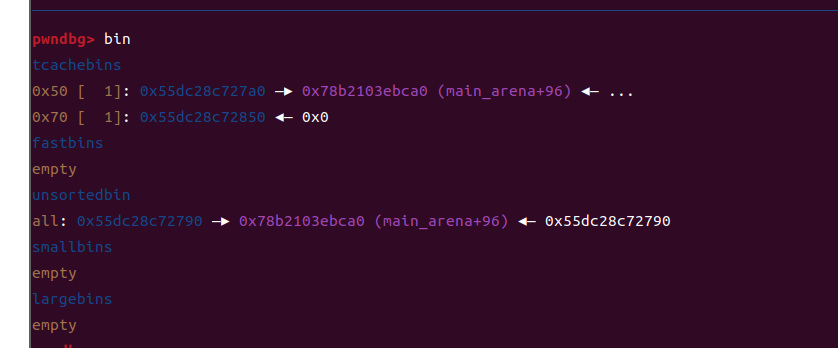 pwndbg> bin
tcachebins
0x50 [  1]: 0x55dc28c727a0 —▸ 0x78b2103ebca0 (main_arena+96) ◂— ...
0x70 [  1]: 0x55dc28c72850 ◂— 0x0
fastbins
empty
unsortedbin
all: 0x55dc28c72790 —▸ 0x78b2103ebca0 (main_arena+96) ◂— 0x55dc28c72790
smallbins
empty
largebins
empty